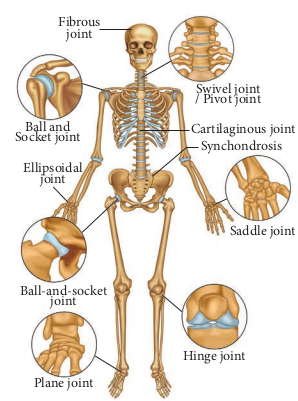 Fibrous
joint
Swivel joint
/ Pivot joint
Ball and
Socket joint
Cartilaginous joint
Synchondrosis
Ellipsoidal
joint
Saddle joint
Ball-and-socket
joint
Hinge joint
Plane joint